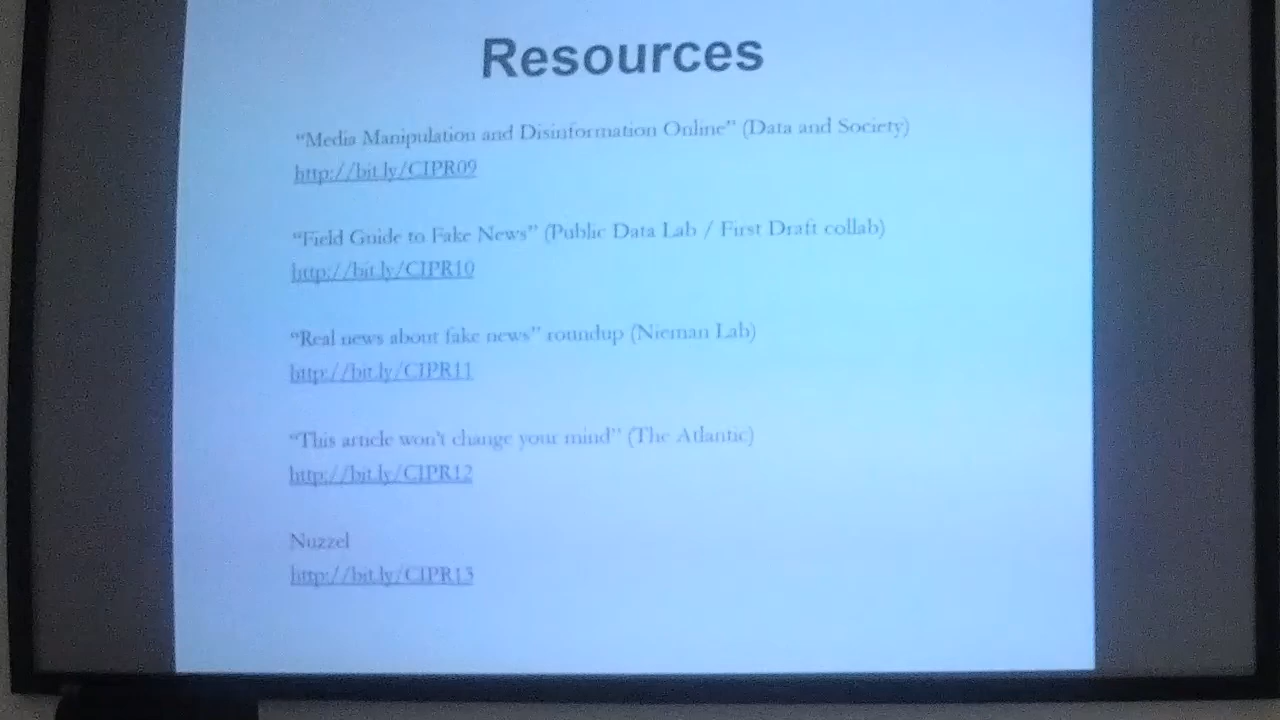 Resources
“Media Manipulation and Disinformation Online” (Data and Society)
http://bit.ly/CIPR09
“Field Guide to Fake News” (Public Data Lab / First Draft collab)
http://bit.ly/CIPR10
“Real news about fake news” roundup (Nieman Lab)
http://bit.ly/CIPR11
“This article won’t change your mind” (The Atlantic)
http://bit.ly/CIPR12
Nuzzel
http://bit.ly/CIPR13